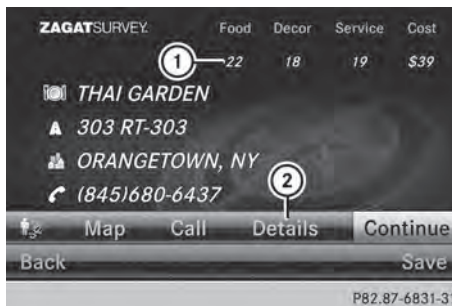 ZAGATSURVEY. Food Decor Service Cost
1 22 18 19 $39
THAI GARDEN
A 303 RT-303
ORANGETOWN, NY
(845)680-6437
2
Map Call Details Continue
Back Save
P82.87-6831-31